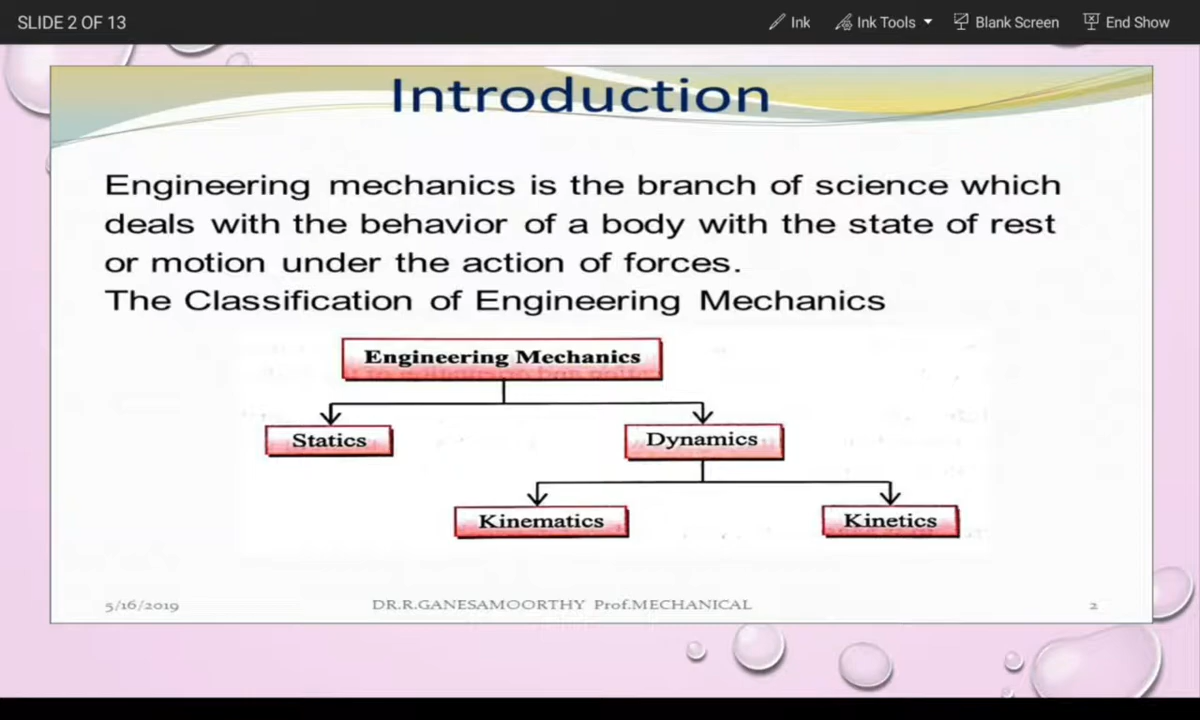 SLIDE 2 OF 13
Ink
Ink Tools
Blank Screen
End Show
Introduction
Engineering mechanics is the branch of science which
deals with the behavior of a body with the state of rest
or motion under the action of forces.
The Classification of Engineering Mechanics
Engineering Mechanics
Statics
Dynamics
Kinematics
Kinetics
5/16/2019
DR.R.GANESAMOORTHY Prof.MECHANICAL
2